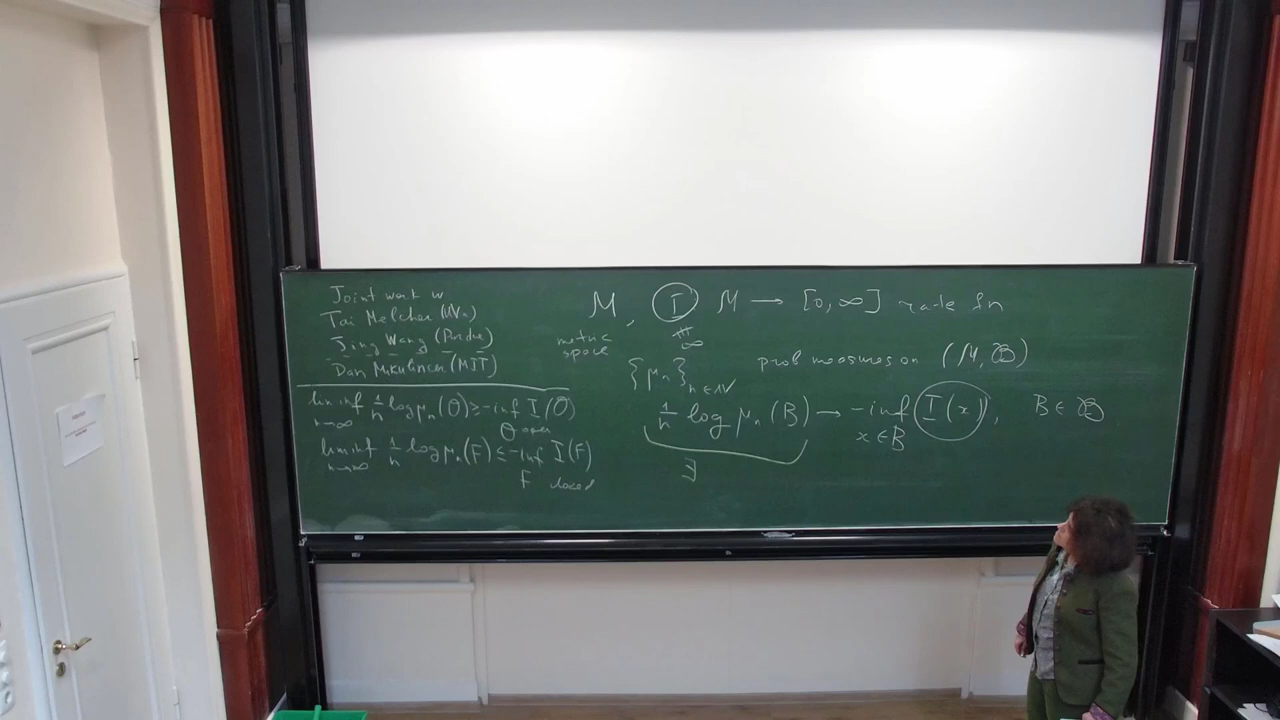 Joint work w
Tai Melcher (UVa)
Jing Wang (Purdue)
Dan Mikulincer (MIT)
lim inf n→∞ 1/n log μn(O) ≥ -inf I(O)
O open
lim inf n→∞ 1/n log μn(F) ≤ -inf I(F)
F closed
M, I M → [0, ∞] rate fn
metric space
≢ ∞
{μn} n∈ℕ prob measures on (M, ℬ)
1/n log μn(B) → -inf x∈B I(x), B ∈ ℬ
∃